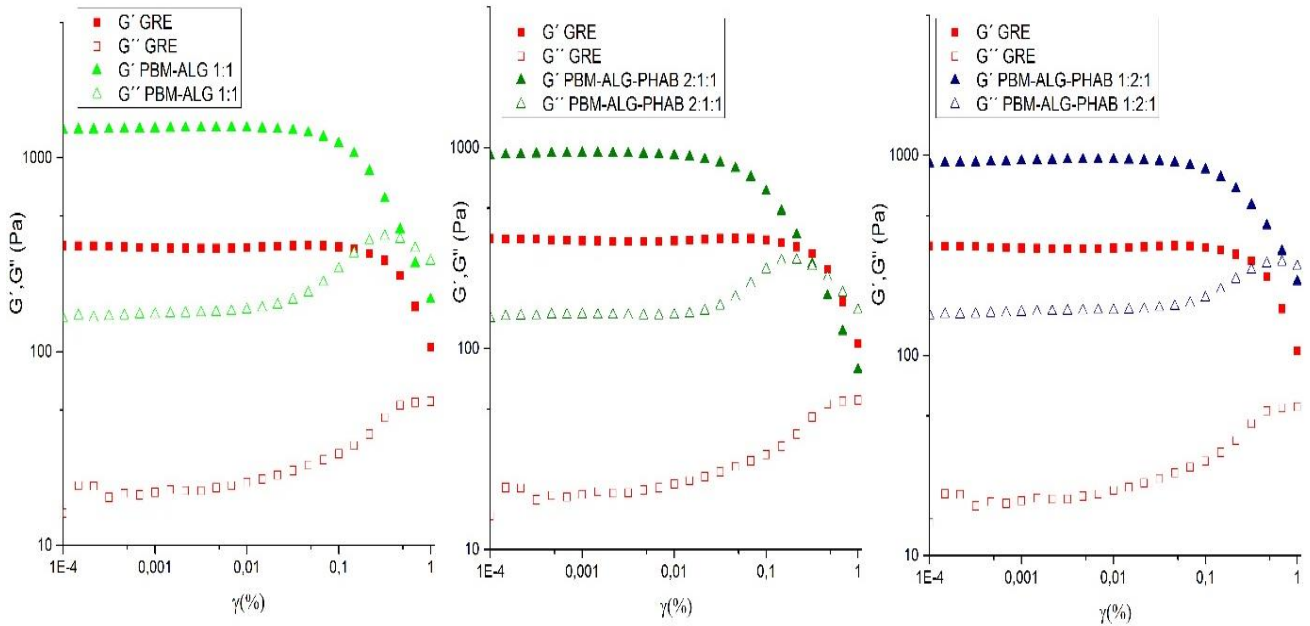 G´ GRE
G´´ GRE
G´ PBM-ALG 1:1
G´´ PBM-ALG 1:1
1000
100
10
G´,G" (Pa)
1E-4
0,001
0,01
0,1
1
γ(%)
G´ GRE
G´´ GRE
G´ PBM-ALG-PHAB 2:1:1
G´´ PBM-ALG-PHAB 2:1:1
1000
100
10
G´,G" (Pa)
1E-4
0,001
0,01
0,1
1
γ(%)
G´ GRE
G´´ GRE
G´ PBM-ALG-PHAB 1:2:1
G´´ PBM-ALG-PHAB 1:2:1
1000
100
10
G´,G" (Pa)
1E-4
0,001
0,01
0,1
1
γ(%)